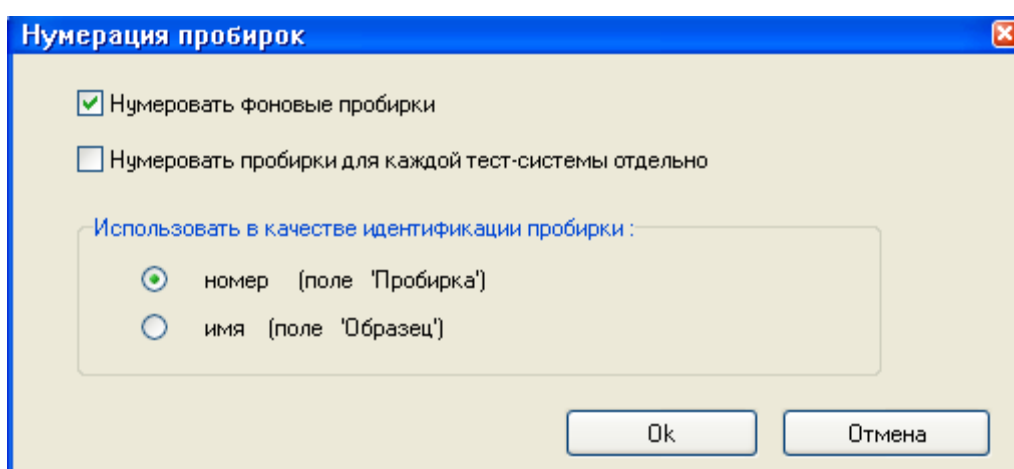 Нумерация пробирок
Нумеровать фоновые пробирки
Нумеровать пробирки для каждой тест-системы отдельно
Использовать в качестве идентификации пробирки :
номер (поле 'Пробирка')
имя (поле 'Образец')
Ok Отмена